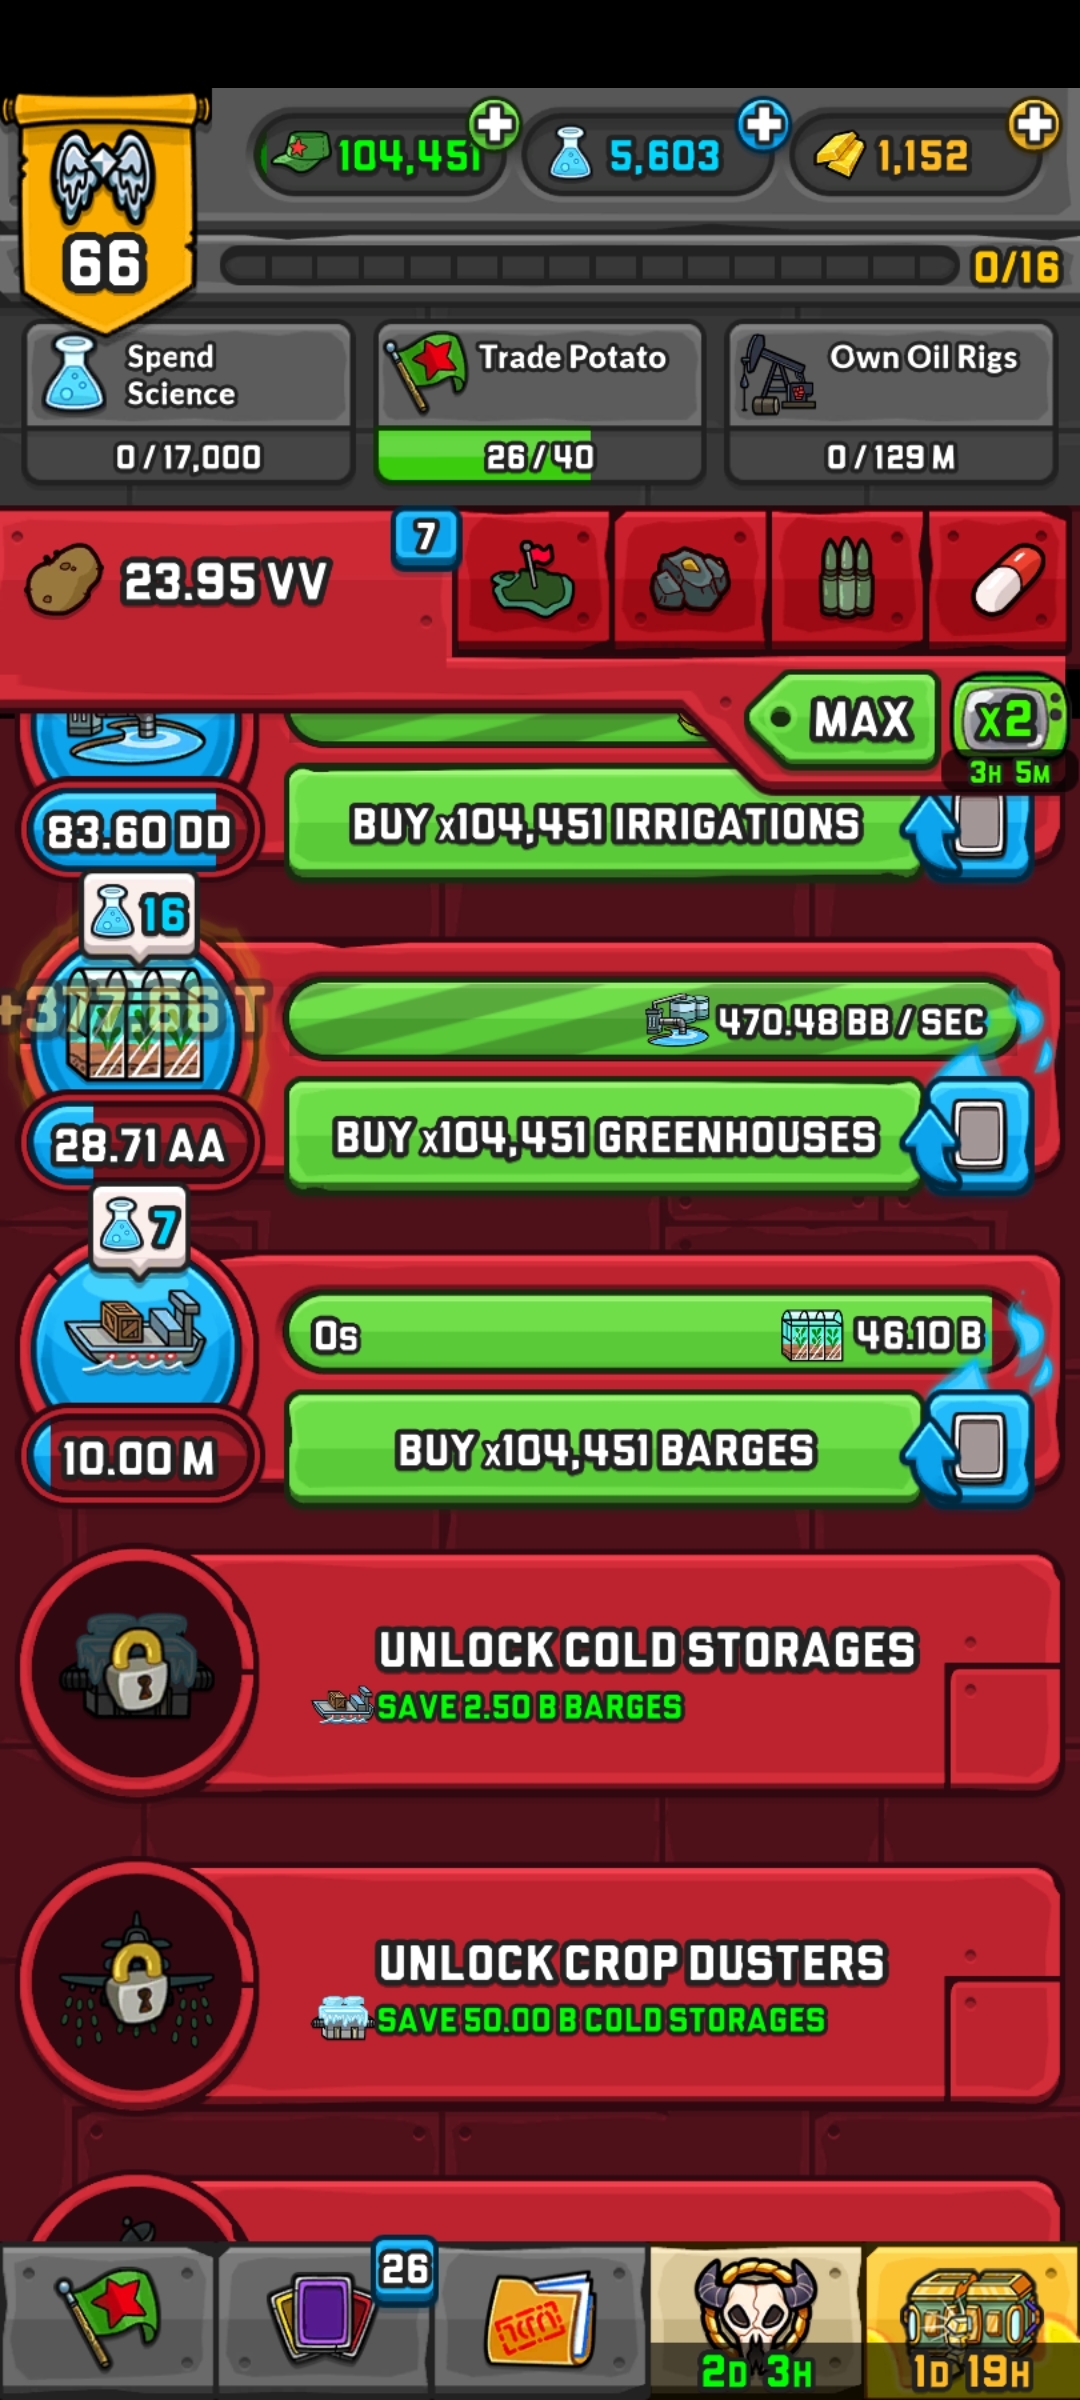 104,451
5,603
1,152
66
0/16
Spend
Science
0 / 17,000
Trade Potato
26 / 40
Own Oil Rigs
0 / 129 M
23.95 VV
7
MAX
x2
3H 5M
83.60 DD
BUY x104,451 IRRIGATIONS
16
+377.66 T
470.48 BB / SEC
28.71 AA
BUY x104,451 GREENHOUSES
7
0s
46.10 B
10.00 M
BUY x104,451 BARGES
UNLOCK COLD STORAGES
SAVE 2.50 B BARGES
UNLOCK CROP DUSTERS
SAVE 50.00 B COLD STORAGES
26
2D 3H
1D 19H